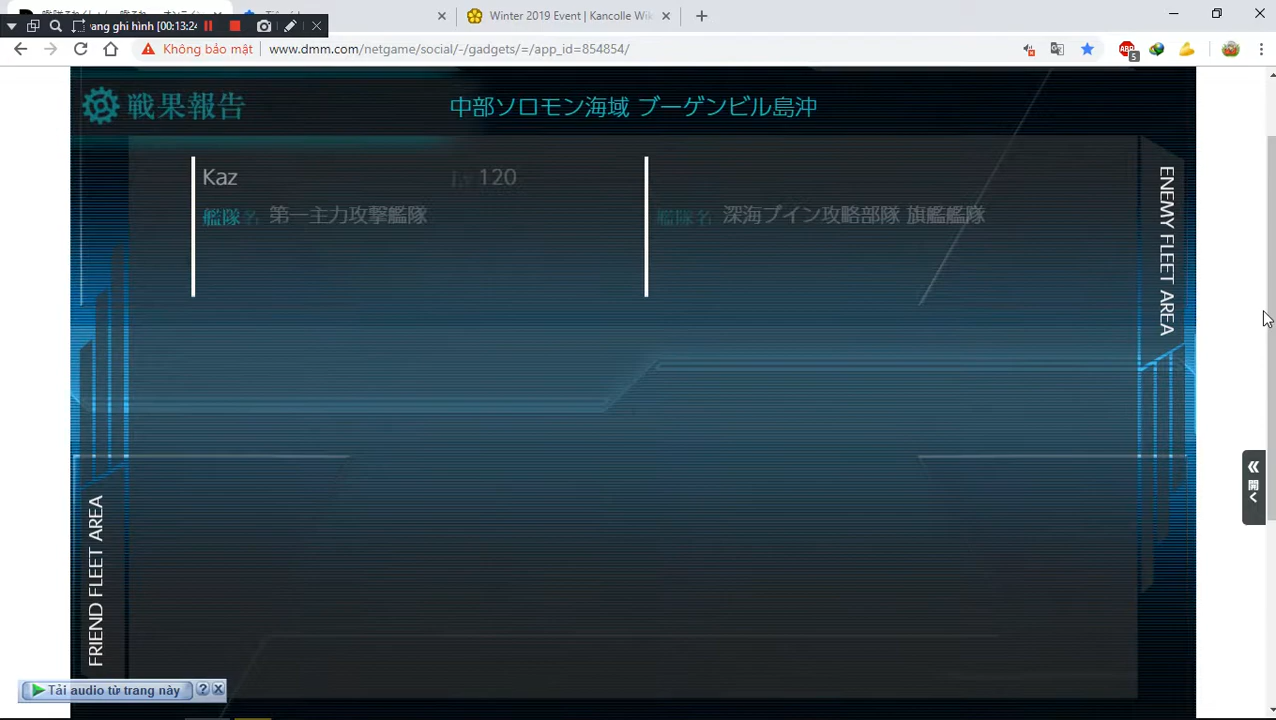 vang ghi hình [00:13:24
Winter 2019 Event | Kancolle Wik
Không bảo mật
www.dmm.com/netgame/social/-/gadgets/=/app_id=854854/
5
戦果報告
中部ソロモン海域 ブーゲンビル島沖
Kaz
Lv 120
艦隊名 第一主力攻撃艦隊
艦隊名 深海ブイン攻略部隊 旗艦艦隊
ENEMY FLEET AREA
開く
FRIEND FLEET AREA
Tải audio từ trang này